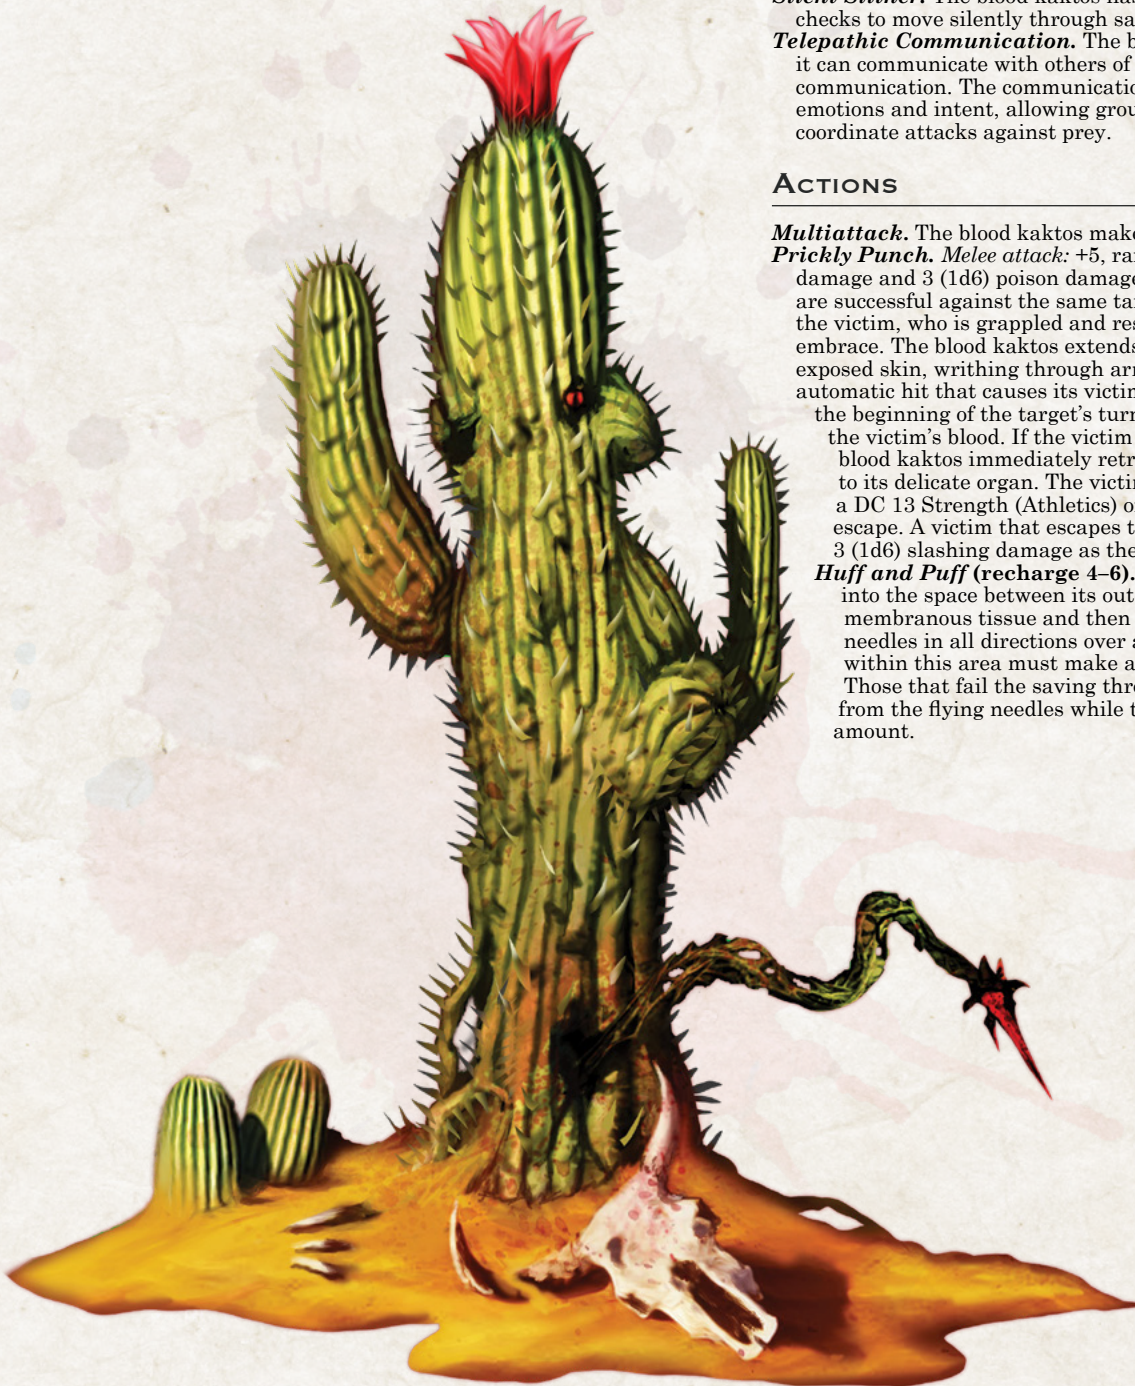 checks to move silently through sa
Telepathic Communication. The b
it can communicate with others of
communication. The communicatio
emotions and intent, allowing grou
coordinate attacks against prey.
Actions
Multiattack. The blood kaktos make
Prickly Punch. Melee attack: +5, ra
damage and 3 (1d6) poison damage
are successful against the same ta
the victim, who is grappled and res
embrace. The blood kaktos extends
exposed skin, writhing through arm
automatic hit that causes its victim
the beginning of the target’s turn
the victim’s blood. If the victim
blood kaktos immediately retr
to its delicate organ. The victim
a DC 13 Strength (Athletics) o
escape. A victim that escapes t
3 (1d6) slashing damage as the
Huff and Puff (recharge 4–6).
into the space between its out
membranous tissue and then
needles in all directions over a
within this area must make a
Those that fail the saving thro
from the flying needles while t
amount.